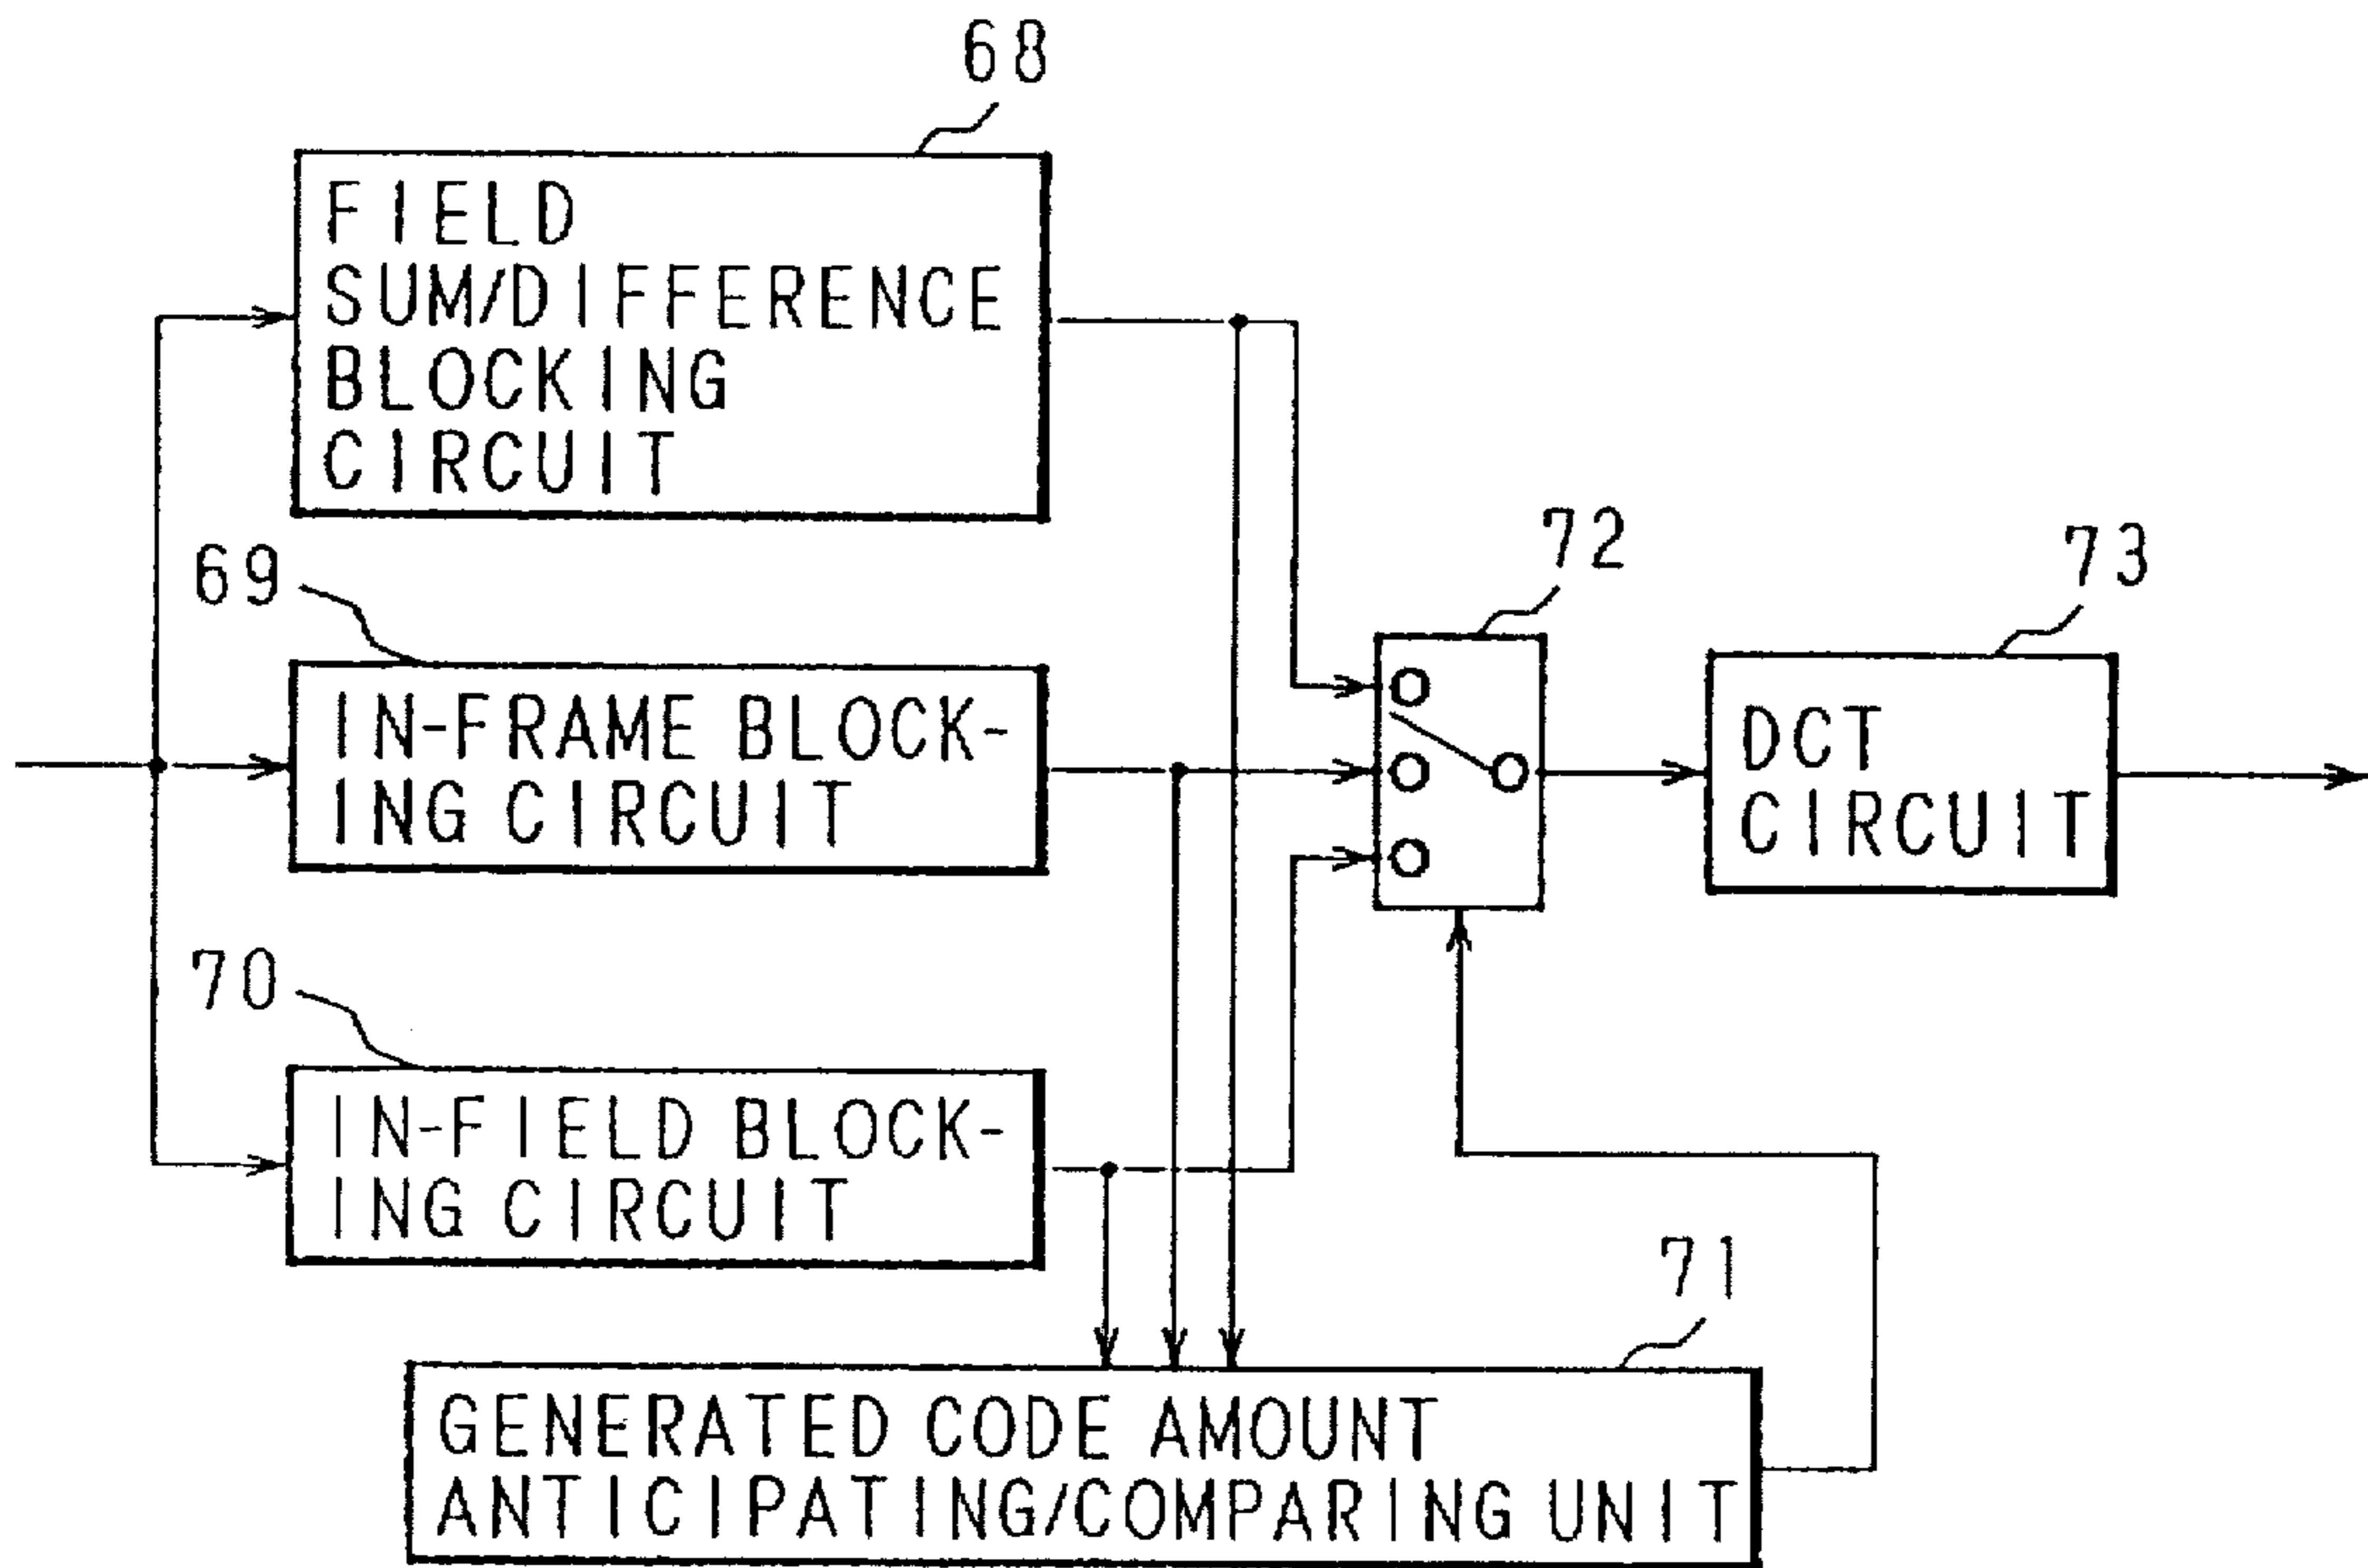 68
FIELD
SUM/DIFFERENCE
BLOCKING
CIRCUIT
69
IN-FRAME BLOCK-
ING CIRCUIT
72
73
DCT
CIRCUIT
70
IN-FIELD BLOCK-
ING CIRCUIT
71
GENERATED CODE AMOUNT
ANTICIPATING/COMPARING UNIT